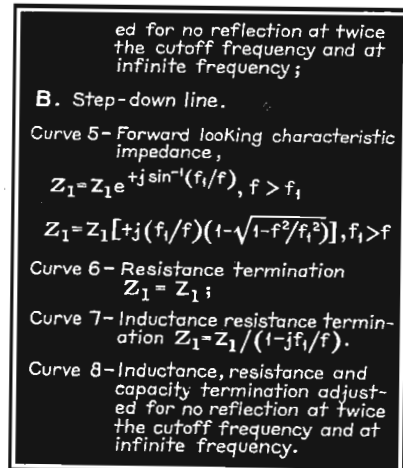 ed for no reflection at twice
the cutoff frequency and at
infinite frequency;
B. Step-down line.
Curve 5-Forward looking characteristic
impedance,
Z₁=Z₁e^{+j sin⁻¹(f₁/f)}, f > f₁
Z₁=Z₁[+j(f₁/f)(1-√(1-f²/f₁²))], f₁>f
Curve 6-Resistance termination
Z₁ = Z₁;
Curve 7-Inductance resistance termin-
ation Z₁=Z₁/(1-jf₁/f).
Curve 8-Inductance, resistance and
capacity termination adjust-
ed for no reflection at twice
the cutoff frequency and at
infinite frequency.